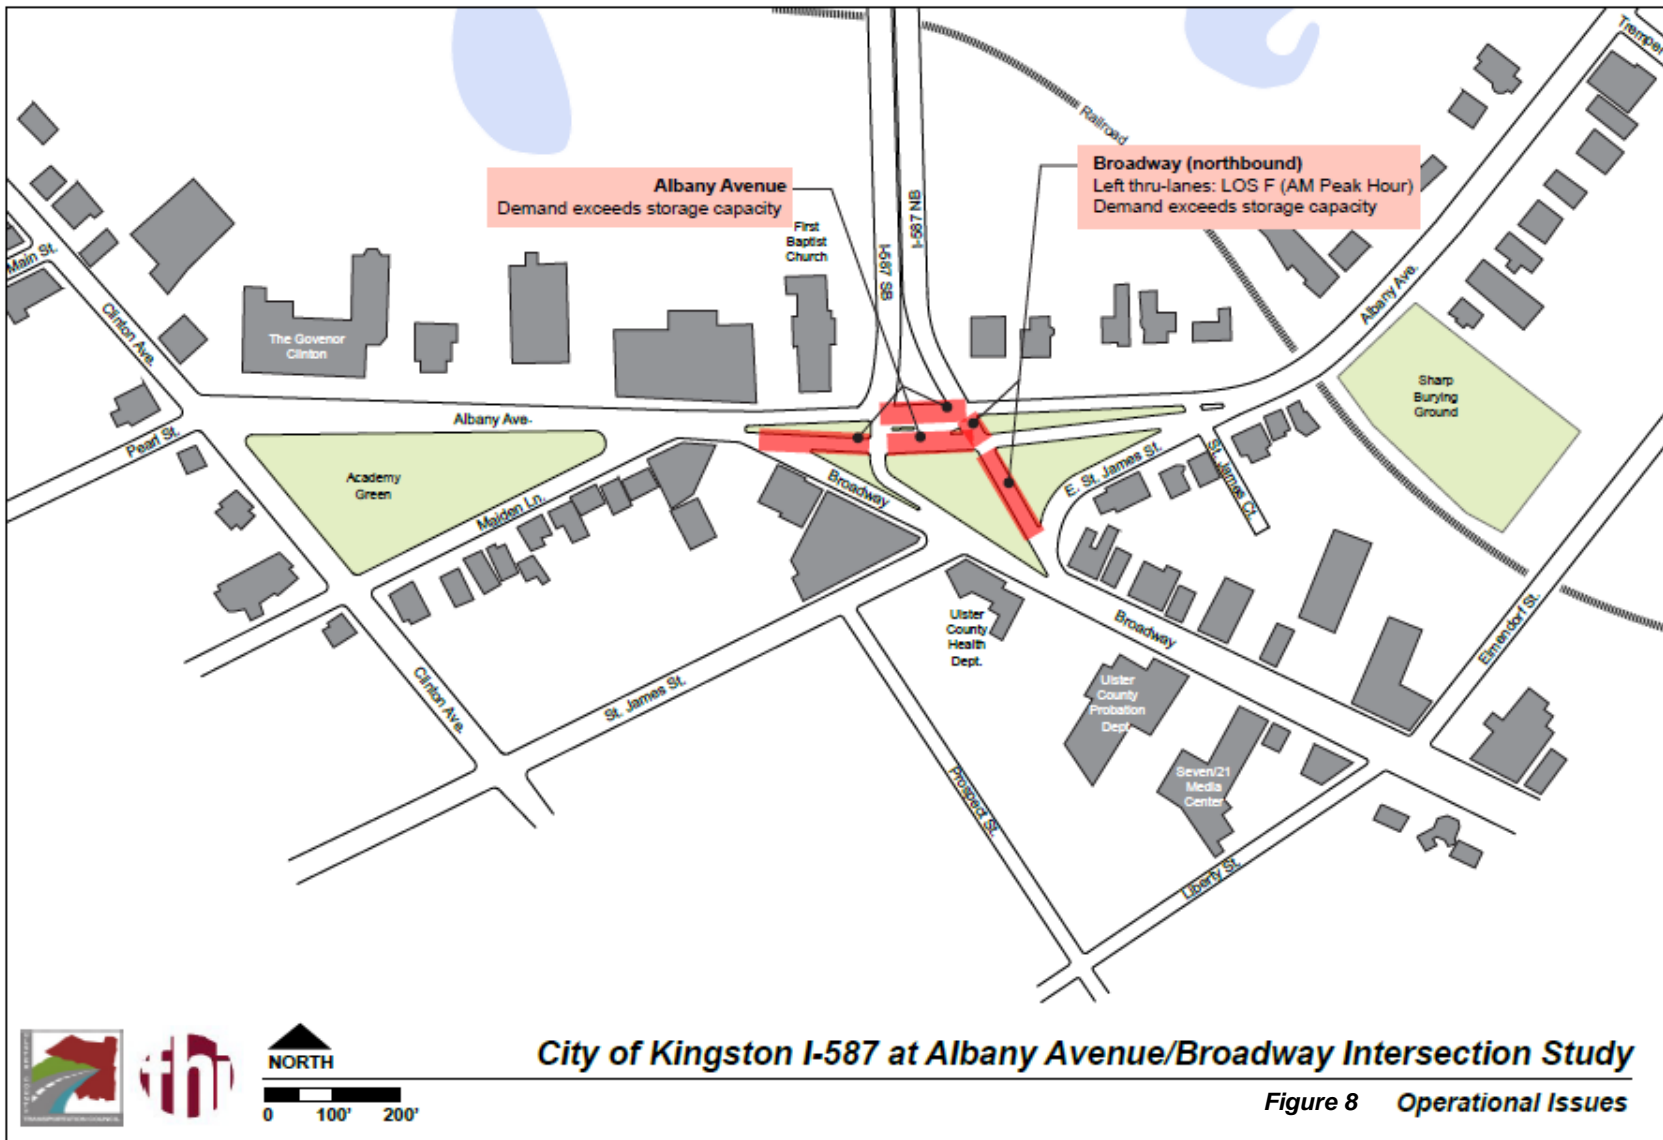 Tremper
Railroad
Albany Avenue
Demand exceeds storage capacity
Broadway (northbound)
Left thru-lanes: LOS F (AM Peak Hour)
Demand exceeds storage capacity
I-587 NB
I-587 SB
First
Baptist
Church
Main St.
Clinton Ave.
The Govenor
Clinton
Albany Ave.
Albany Ave.
Sharp
Burying
Ground
Pearl St.
Academy
Green
Maiden Ln.
Broadway
E. St. James St.
St. James Ct.
Ulster
County
Health
Dept.
Broadway
Elmendorf St.
Clinton Ave.
St. James St.
Ulster
County
Probation
Dept.
Prospect St.
Seven/21
Media
Center
Liberty St.
thi
NORTH
0 100' 200'
City of Kingston I-587 at Albany Avenue/Broadway Intersection Study
Figure 8 Operational Issues
TRANSPORTATION COUNCIL